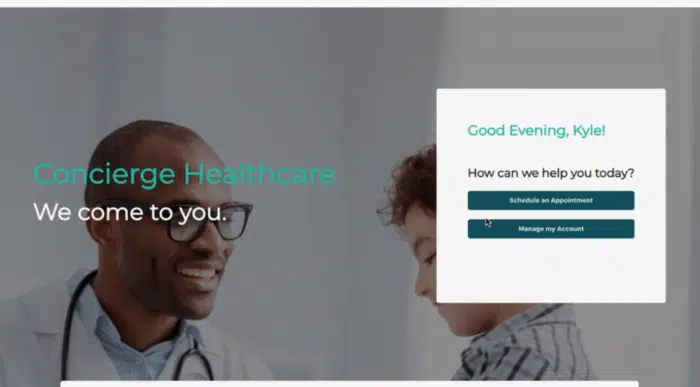 Concierge Healthcare
We come to you.
Good Evening, Kyle!
How can we help you today?
Schedule an Appointment
Manage my Account